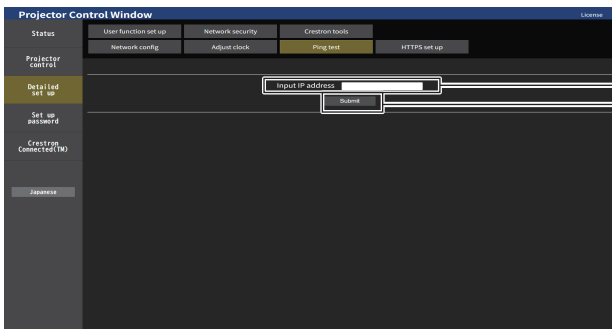 Projector Control Window
License
Status
User function set up
Network security
Crestron tools
Network config
Adjust clock
Ping test
HTTPS set up
Projector
control
Detailed
set up
Input IP address
Submit
Set up
password
Crestron
Connected(TM)
Japanese